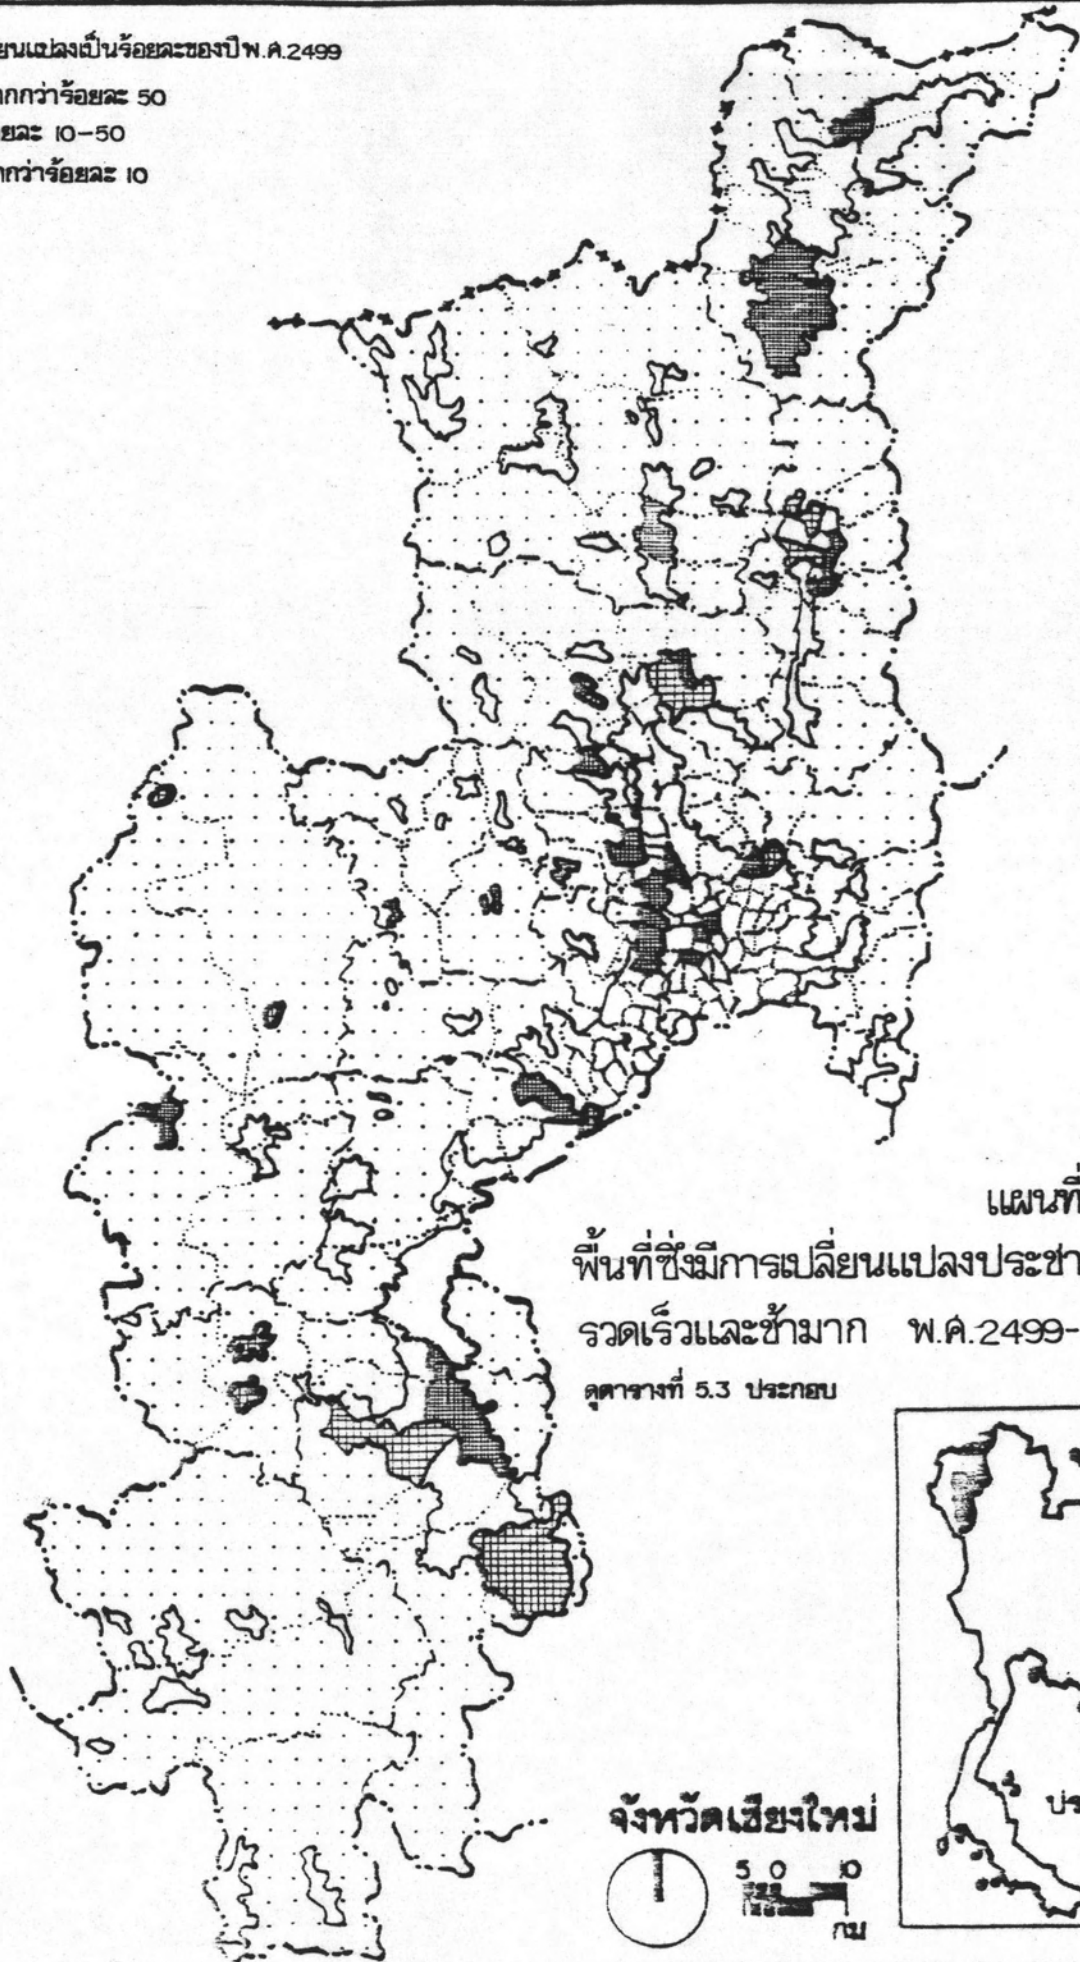 ยนแปลงเป็นร้อยละของปีพ.ศ.2499
ากกว่าร้อยละ 50
ยละ 10-50
ากว่าร้อยละ 10
แผนที่
พื้นที่ซึ่งมีการเปลี่ยนแปลงประชา
รวดเร็วและช้ามาก พ.ศ.2499-
ดูตารางที่ 5.3 ประกอบ
ปร
จังหวัดเชียงใหม่
5 0 10
กม